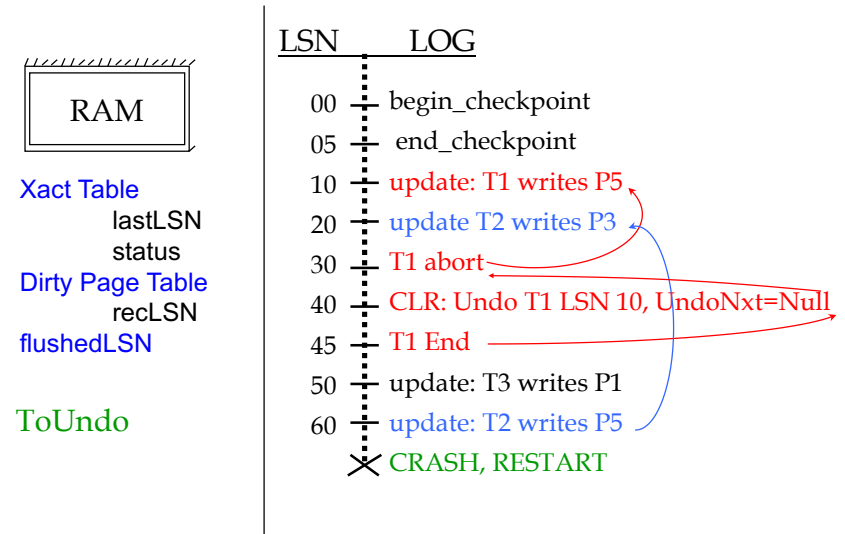 RAM
Xact Table
lastLSN
status
Dirty Page Table
recLSN
flushedLSN
ToUndo
LSN LOG
00 begin_checkpoint
05 end_checkpoint
10 update: T1 writes P5
20 update T2 writes P3
30 T1 abort
40 CLR: Undo T1 LSN 10, UndoNxt=Null
45 T1 End
50 update: T3 writes P1
60 update: T2 writes P5
CRASH, RESTART